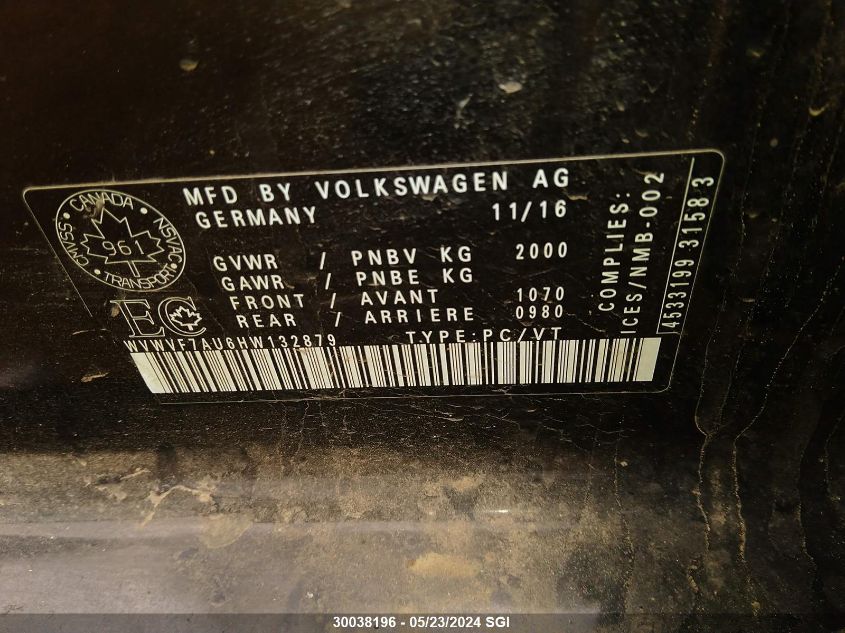 MFD BY VOLKSWAGEN AG
GERMANY 11/16
CANADA
CMVSS NSVAC
961
TRANSPORT
GVWR / PNBV KG 2000
GAWR / PNBE KG
FRONT / AVANT 1070
REAR / ARRIERE 0980
EC
WVWVF7AU6HW132879 TYPE:PC/VT
COMPLIES:
ICES/NMB-002
4533199 31583
30038196 - 05/23/2024 SGI